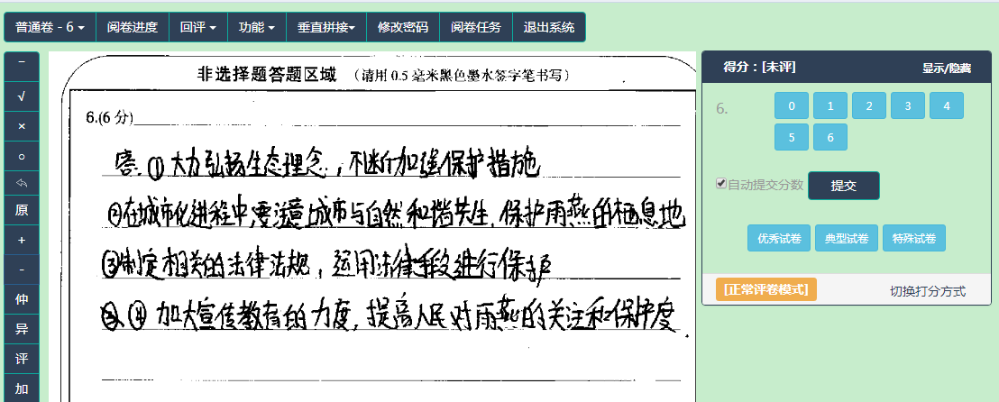 普通卷 - 6 阅卷进度 回评 功能 垂直拼接 修改密码 阅卷任务 退出系统
−
√
×
○
原
+
-
仲
异
评
加
非选择题答题区域 （请用 0.5 毫米黑色墨水签字笔书写）
6.(6 分)
答.①大力弘扬生态理念，不断加强保护措施
②在城市化进程中要注意城市与自然和谐共生,保护雨燕的栖息地
③制定相关的法律法规，运用法律手段进行保护
④加大宣传教育的力度,提高人民对雨燕的关注和保护度.
得分：[未评] 显示/隐藏
6. 0 1 2 3 4
5 6
自动提交分数 提交
优秀试卷 典型试卷 特殊试卷
[正常评卷模式] 切换打分方式